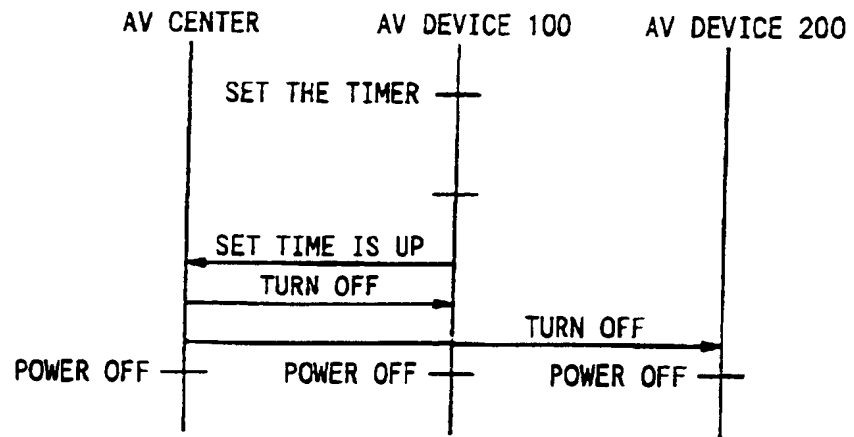 AV CENTER
AV DEVICE 100
AV DEVICE 200
SET THE TIMER
SET TIME IS UP
TURN OFF
TURN OFF
POWER OFF
POWER OFF
POWER OFF